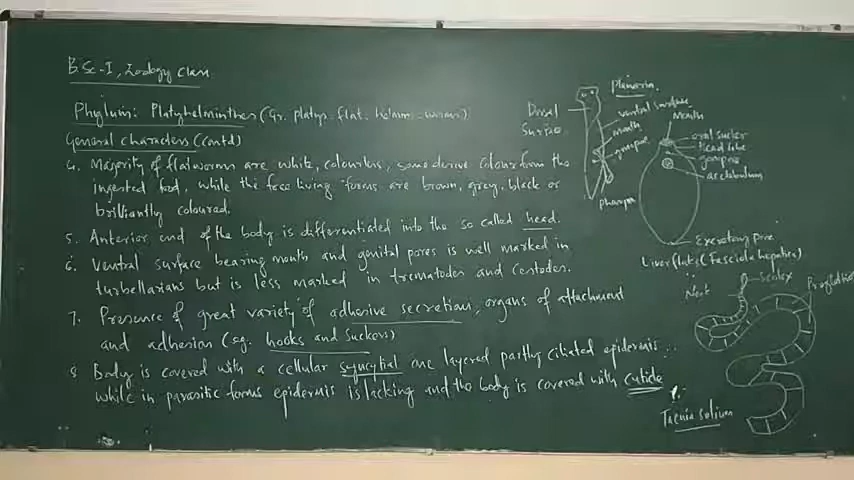 B.Sc-I, Zoology class
Phylum: Platyhelminthes (Gr. platys-flat, helmin-worms)
General characters (contd)
4. Majority of flatworms are white, colourless, some derive colour from the
ingested food, while the free living forms are brown, grey, black or
brilliantly coloured.
5. Anterior end of the body is differentiated into the so called head.
6. Ventral surface bearing mouth and genital pores is well marked in
turbellarians but is less marked in trematodes and cestodes.
7. Presence of great variety of adhesive secretions, organs of attachment
and adhesion (eg. hooks and suckers)
8 Body is covered with a cellular syncytial one layered partly ciliated epidermis
while in parasitic forms epidermis is lacking and the body is covered with cuticle
Planaria
Dorsal
Surface
ventral surface
mouth
gonopore
pharynx
Mouth
oral sucker
Head lobe
gonopore
acetabulum
Excretory pore
Liver fluke (Fasciola hepatica)
Neck
Scolex
Proglottid
Taenia solium